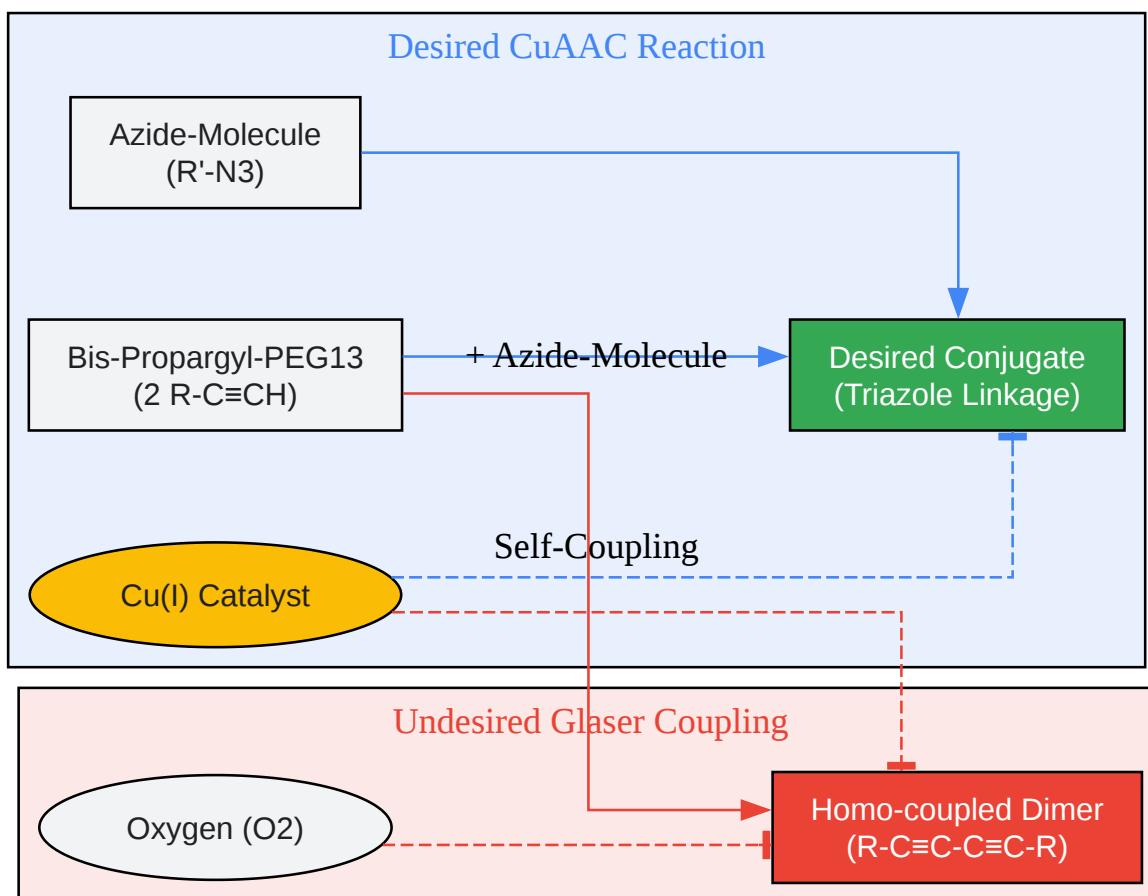 Desired CuAAC Reaction
Azide-Molecule
(R'-N3)
Bis-Propargyl-PEG13
(2 R-C≡CH)
+ Azide-Molecule
Desired Conjugate
(Triazole Linkage)
Self-Coupling
Cu(I) Catalyst
Undesired Glaser Coupling
Oxygen (O2)
Homo-coupled Dimer
(R-C≡C-C≡C-R)